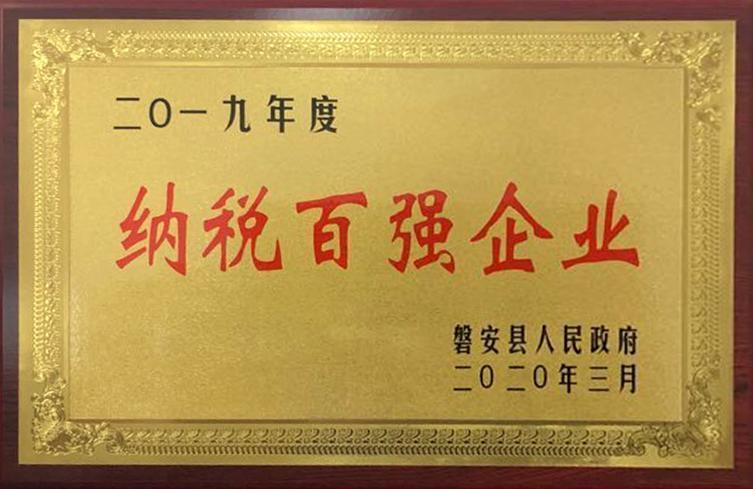 二〇一九年度
纳税百强企业
磐安县人民政府
二〇二〇年三月